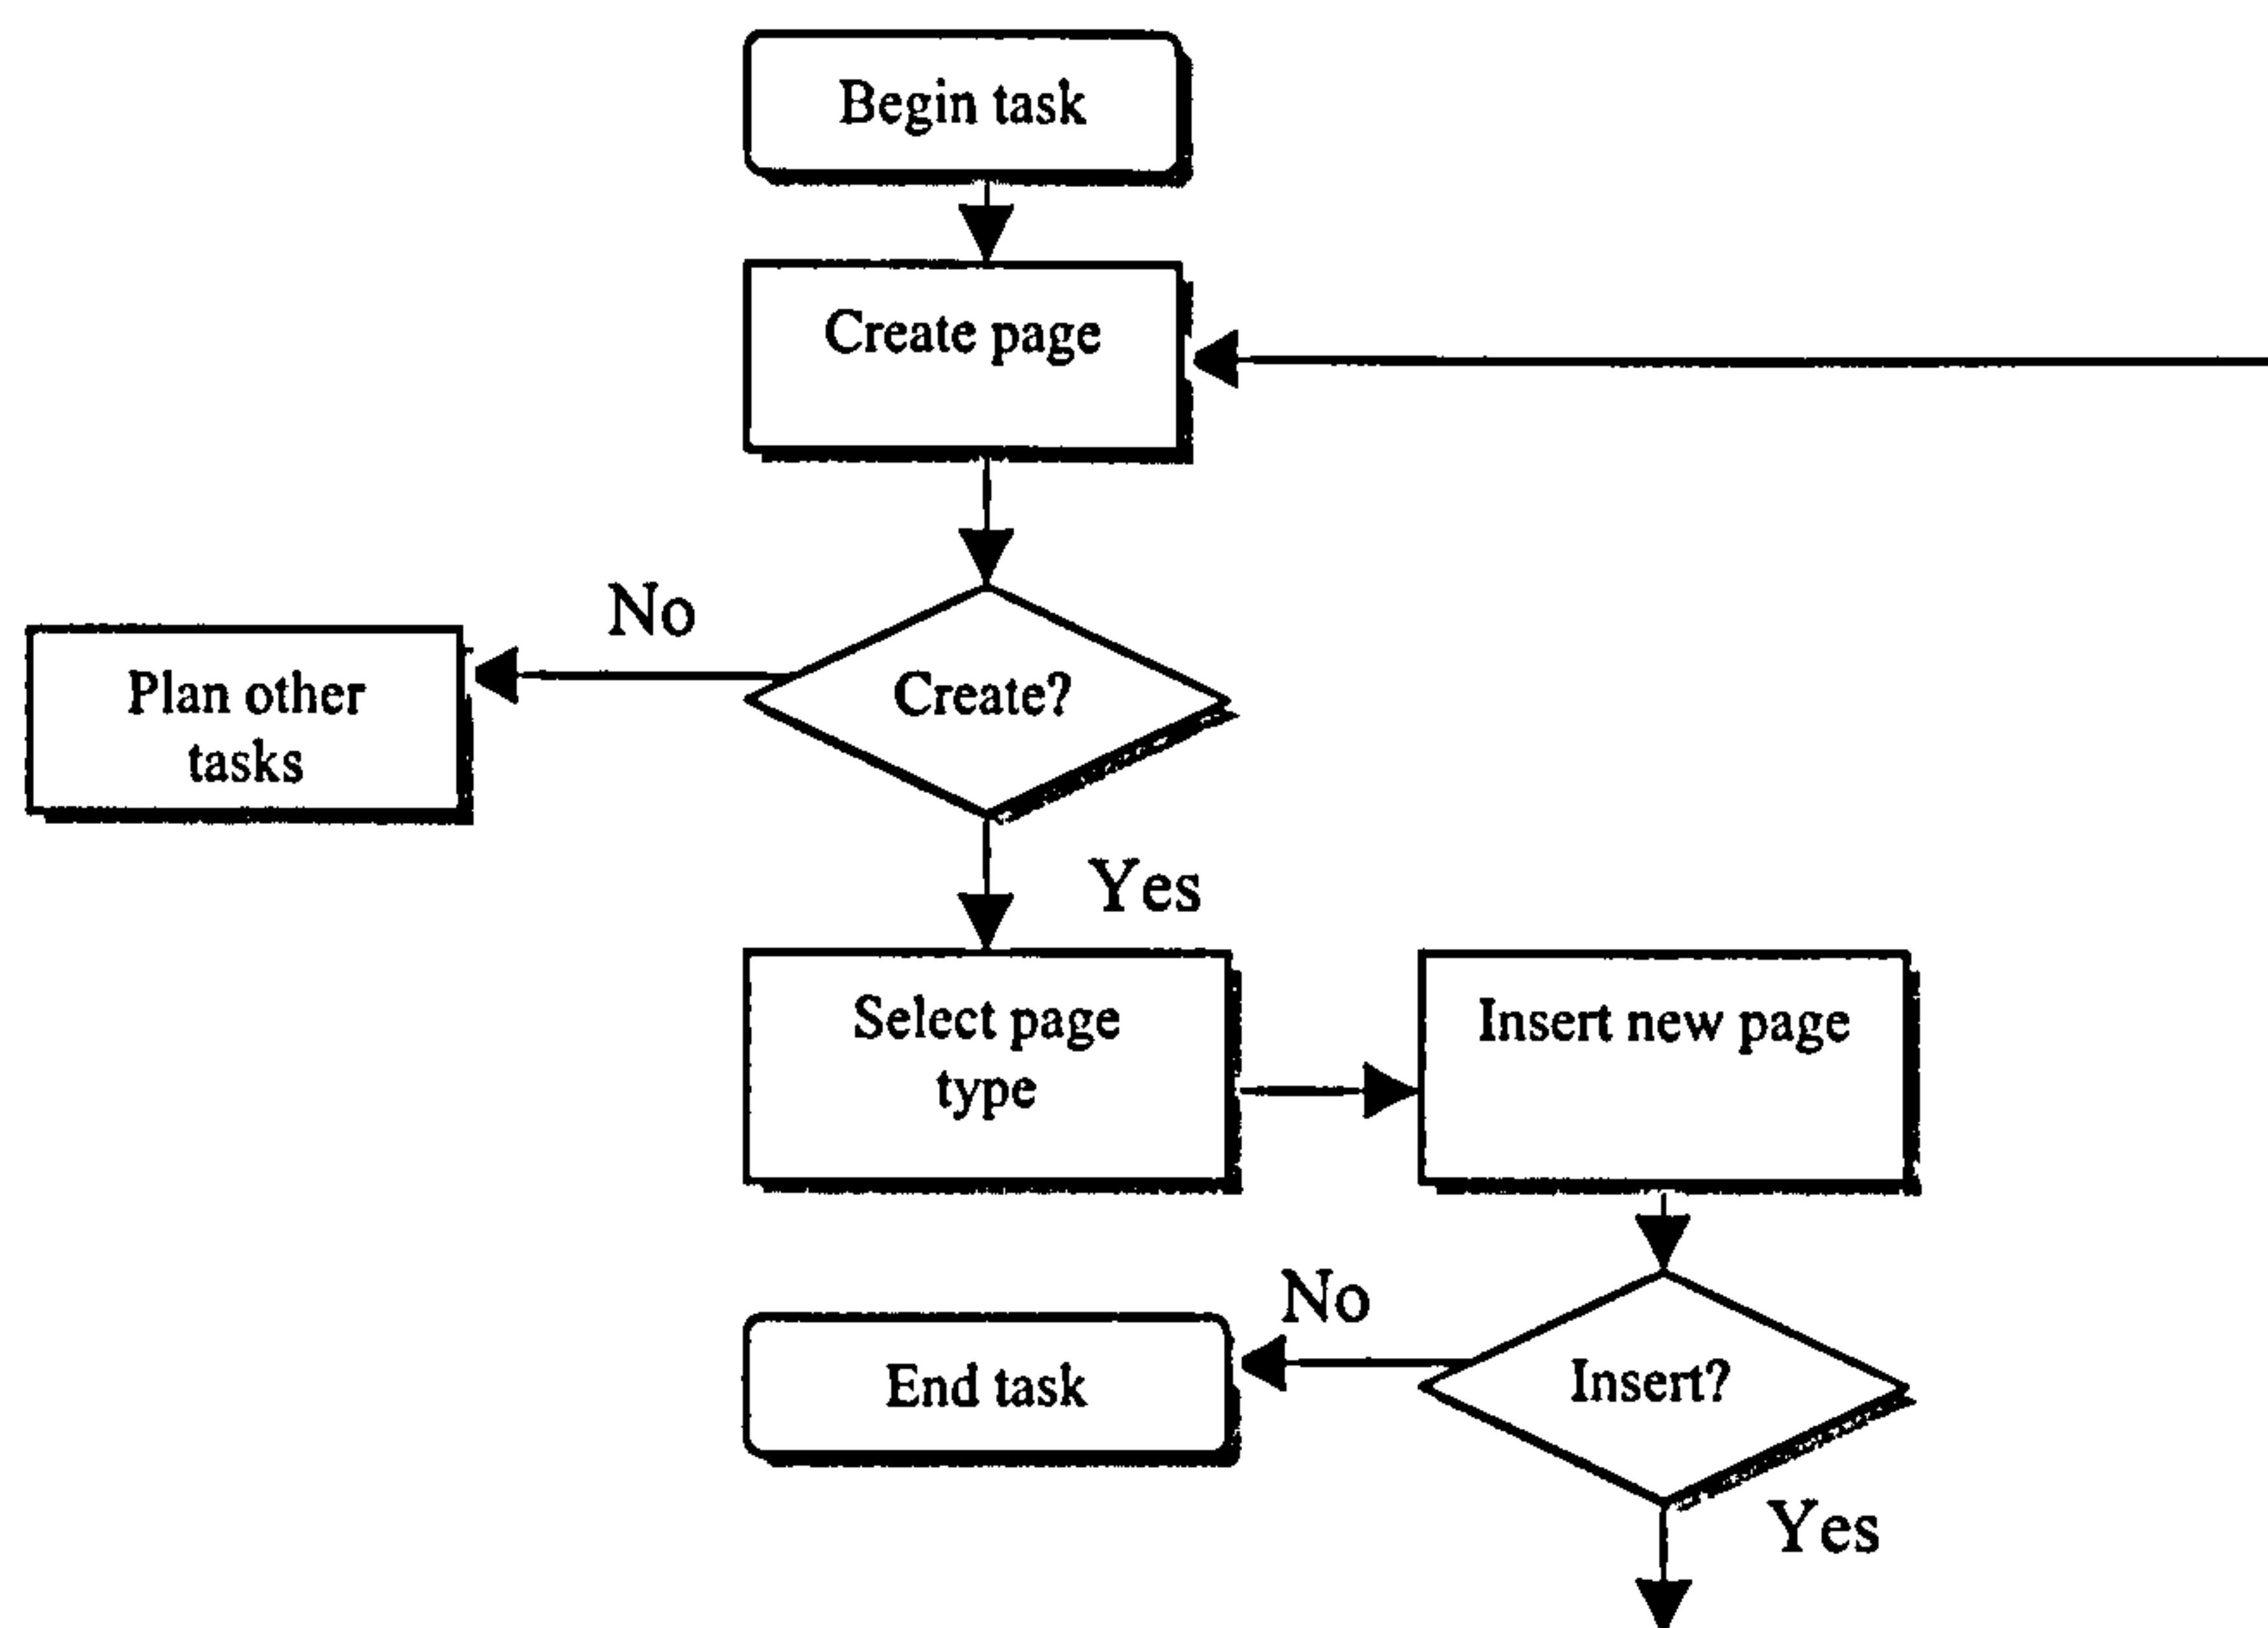 Begin task
Create page
No
Create?
Plan other
tasks
Yes
Select page
type
Insert new page
No
End task
Insert?
Yes